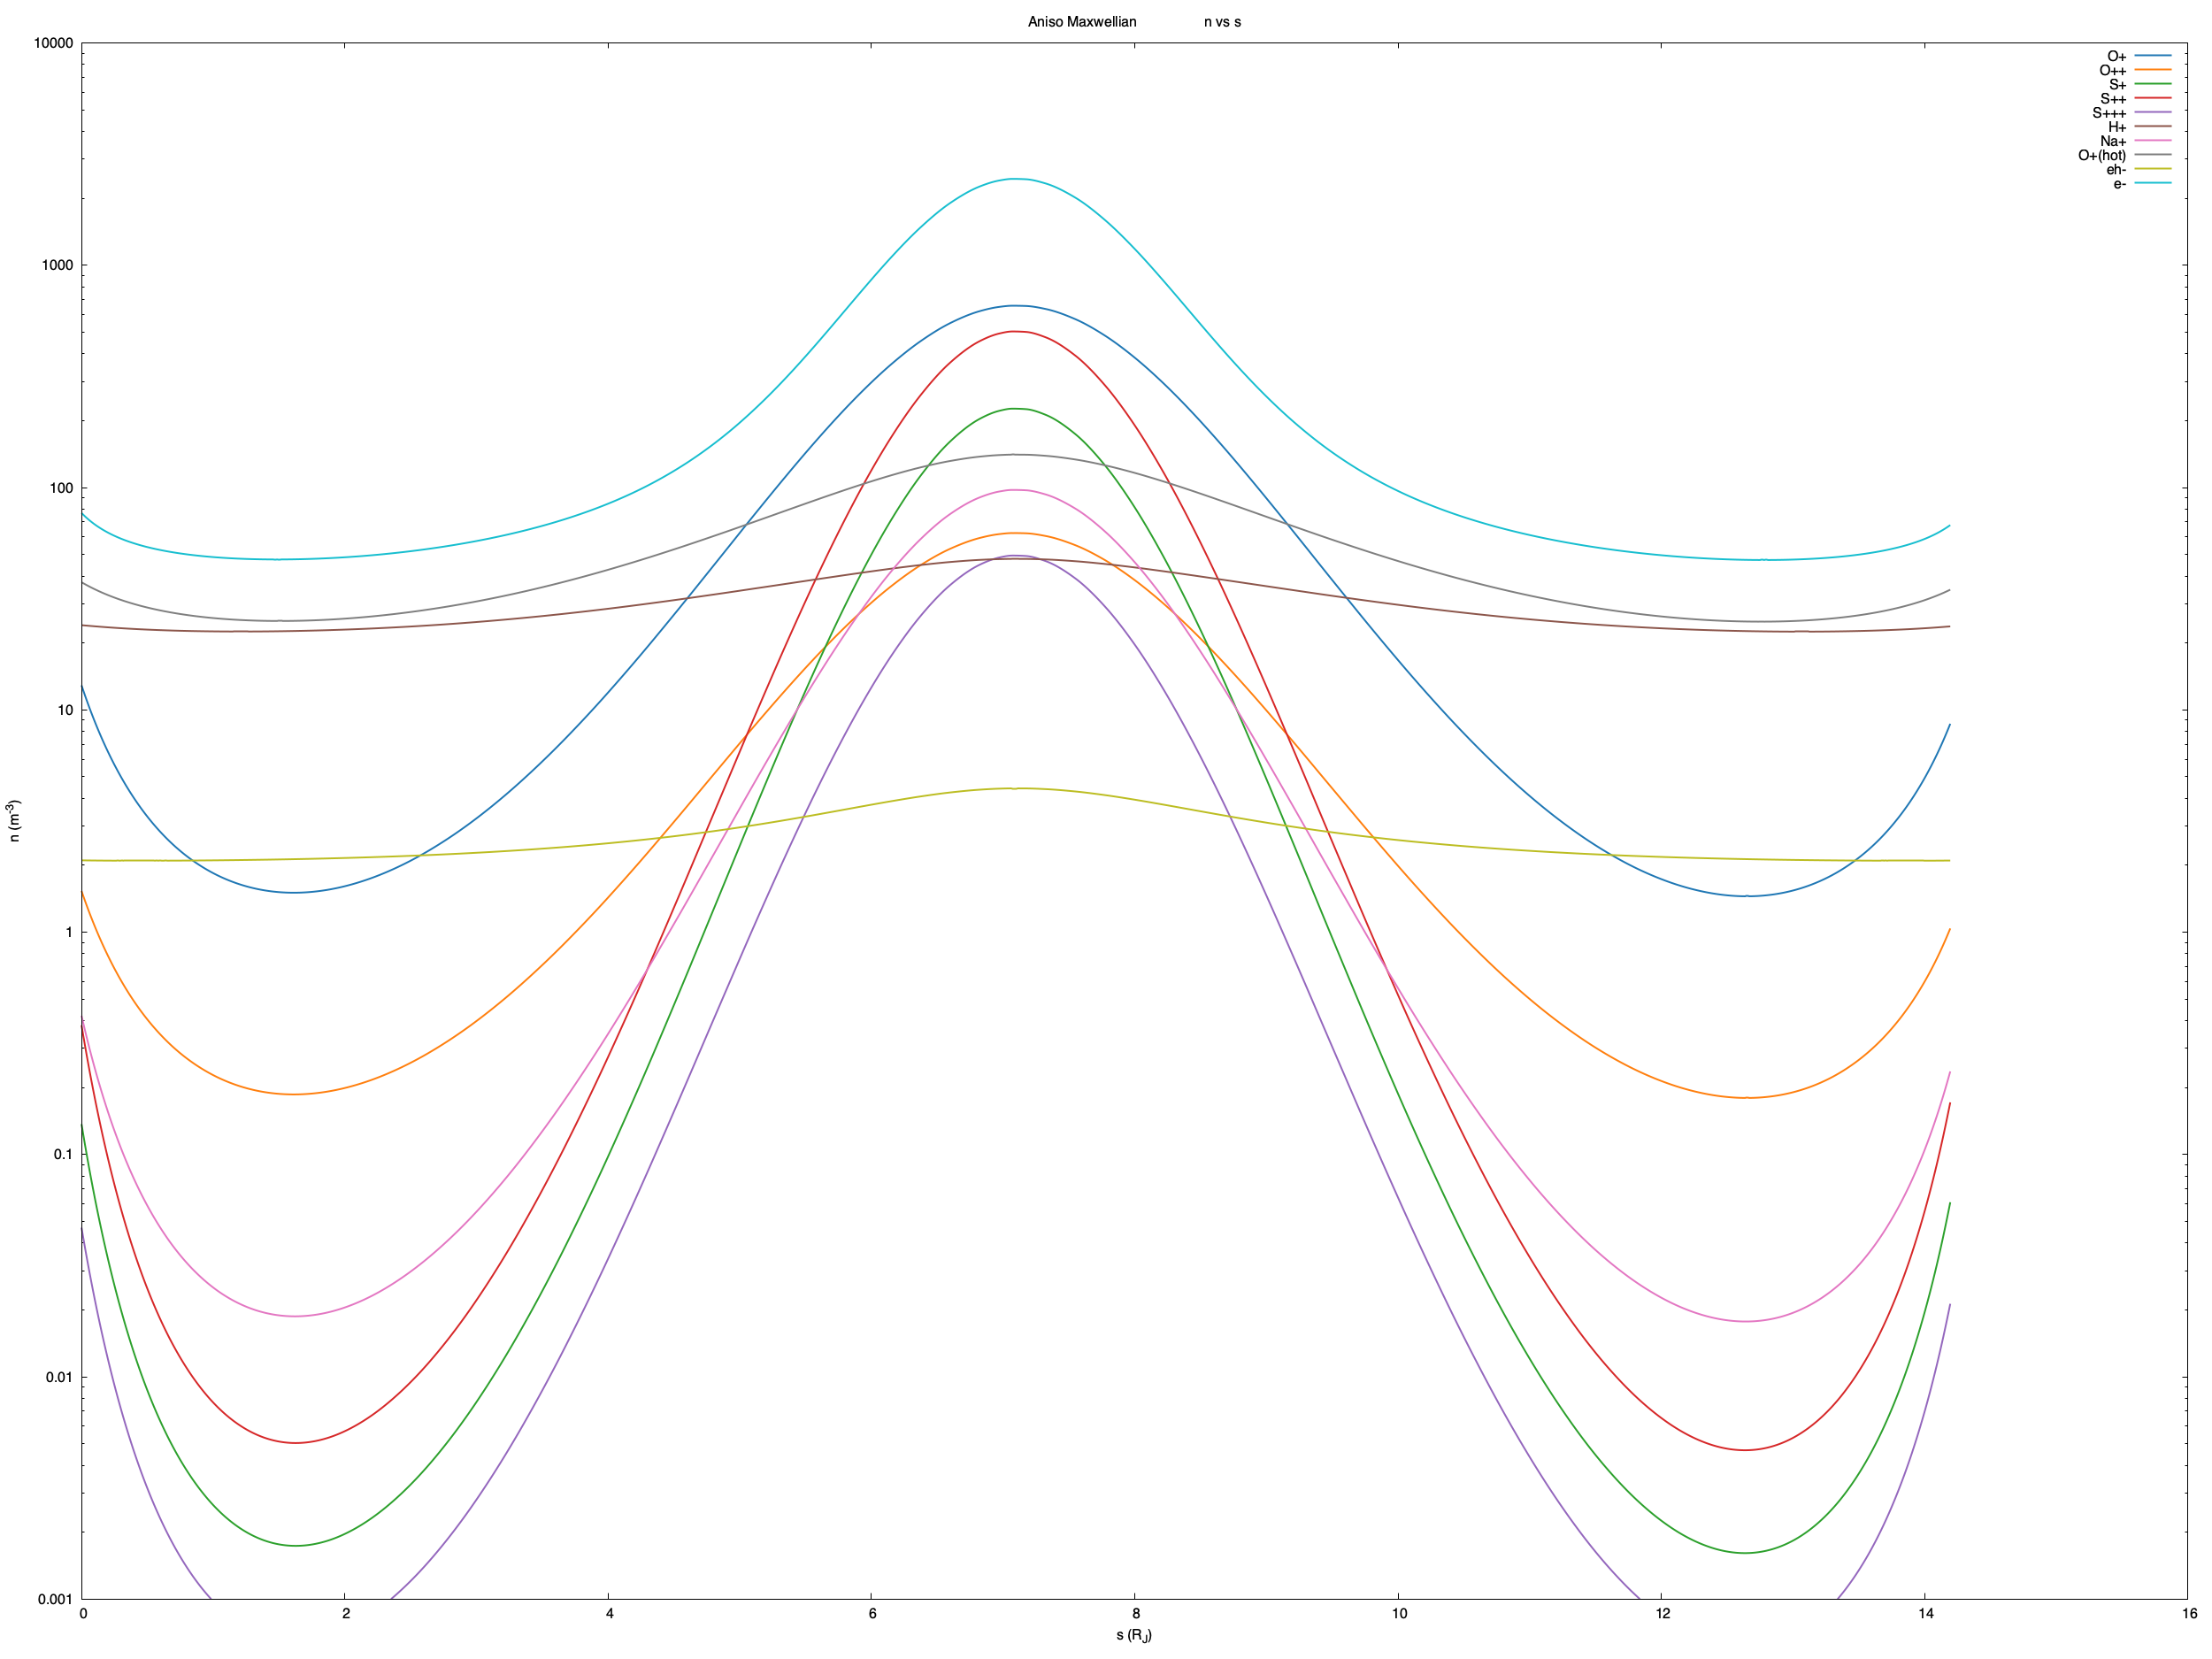 Aniso Maxwellian n vs s
10000
1000
100
10
1
0.1
0.01
0.001
n (m⁻³)
O+
O++
S+
S++
S+++
H+
Na+
O+(hot)
eh-
e-
0 2 4 6 8 10 12 14 16
s (R_J)